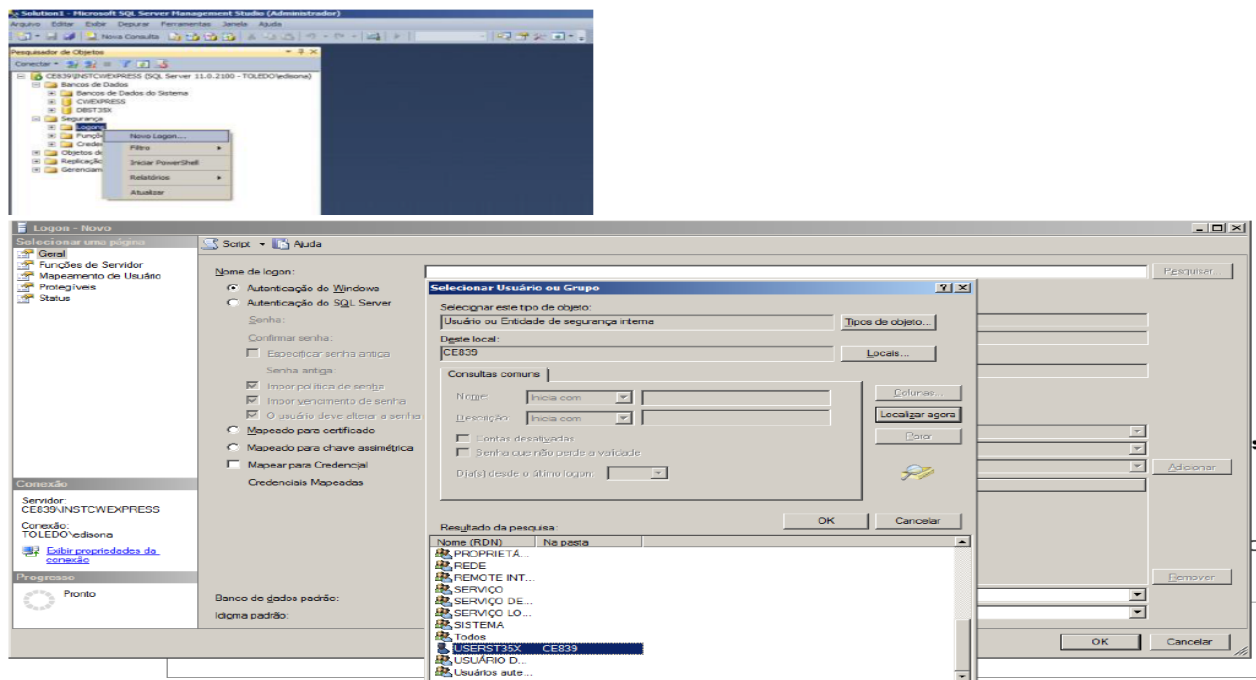 Solution1 - Microsoft SQL Server Management Studio (Administrador)
Arquivo Editar Exibir Depurar Ferramentas Janela Ajuda
Nova Consulta
Pesquisador de Objetos
Conectar
CE839\INSTCWEXPRESS (SQL Server 11.0.2100 - TOLEDO\edisona)
Bancos de Dados
Bancos de Dados do Sistema
CWEXPRESS
DBST35X
Segurança
Logons
Funçõ
Creder
Objetos de
Replicação
Gerenciam
Novo Logon...
Filtro
Iniciar PowerShell
Relatórios
Atualizar
Logon - Novo
Selecionar uma página
Geral
Funções de Servidor
Mapeamento de Usuário
Protegíveis
Status
Script Ajuda
Nome de logon:
Pesquisar...
Autenticação do Windows
Autenticação do SQL Server
Senha:
Confirmar senha:
Especificar senha antiga
Senha antiga:
Impor política de senha
Impor vencimento de senha
O usuário deve alterar a senha
Mapeado para certificado
Mapeado para chave assimétrica
Mapear para Credencial
Adicionar
Credenciais Mapeadas
Remover
Banco de dados padrão:
Idioma padrão:
OK Cancelar
Conexão
Servidor:
CE839\INSTCWEXPRESS
Conexão:
TOLEDO\edisona
Exibir propriedades da
conexão
Progresso
Pronto
Selecionar Usuário ou Grupo
Selecionar este tipo de objeto:
Usuário ou Entidade de segurança interna
Tipos de objeto...
Deste local:
CE839
Locais...
Consultas comuns
Nome: Inicia com
Descrição: Inicia com
Contas desativadas
Senha que não perde a validade
Dia(s) desde o último logon:
Colunas...
Localizar agora
Parar
OK Cancelar
Resultado da pesquisa:
Nome (RDN) Na pasta
PROPRIETÁ...
REDE
REMOTE INT...
SERVIÇO
SERVIÇO DE...
SERVIÇO LO...
SISTEMA
Todos
USERST35X CE839
USUÁRIO D...
Usuários aute...